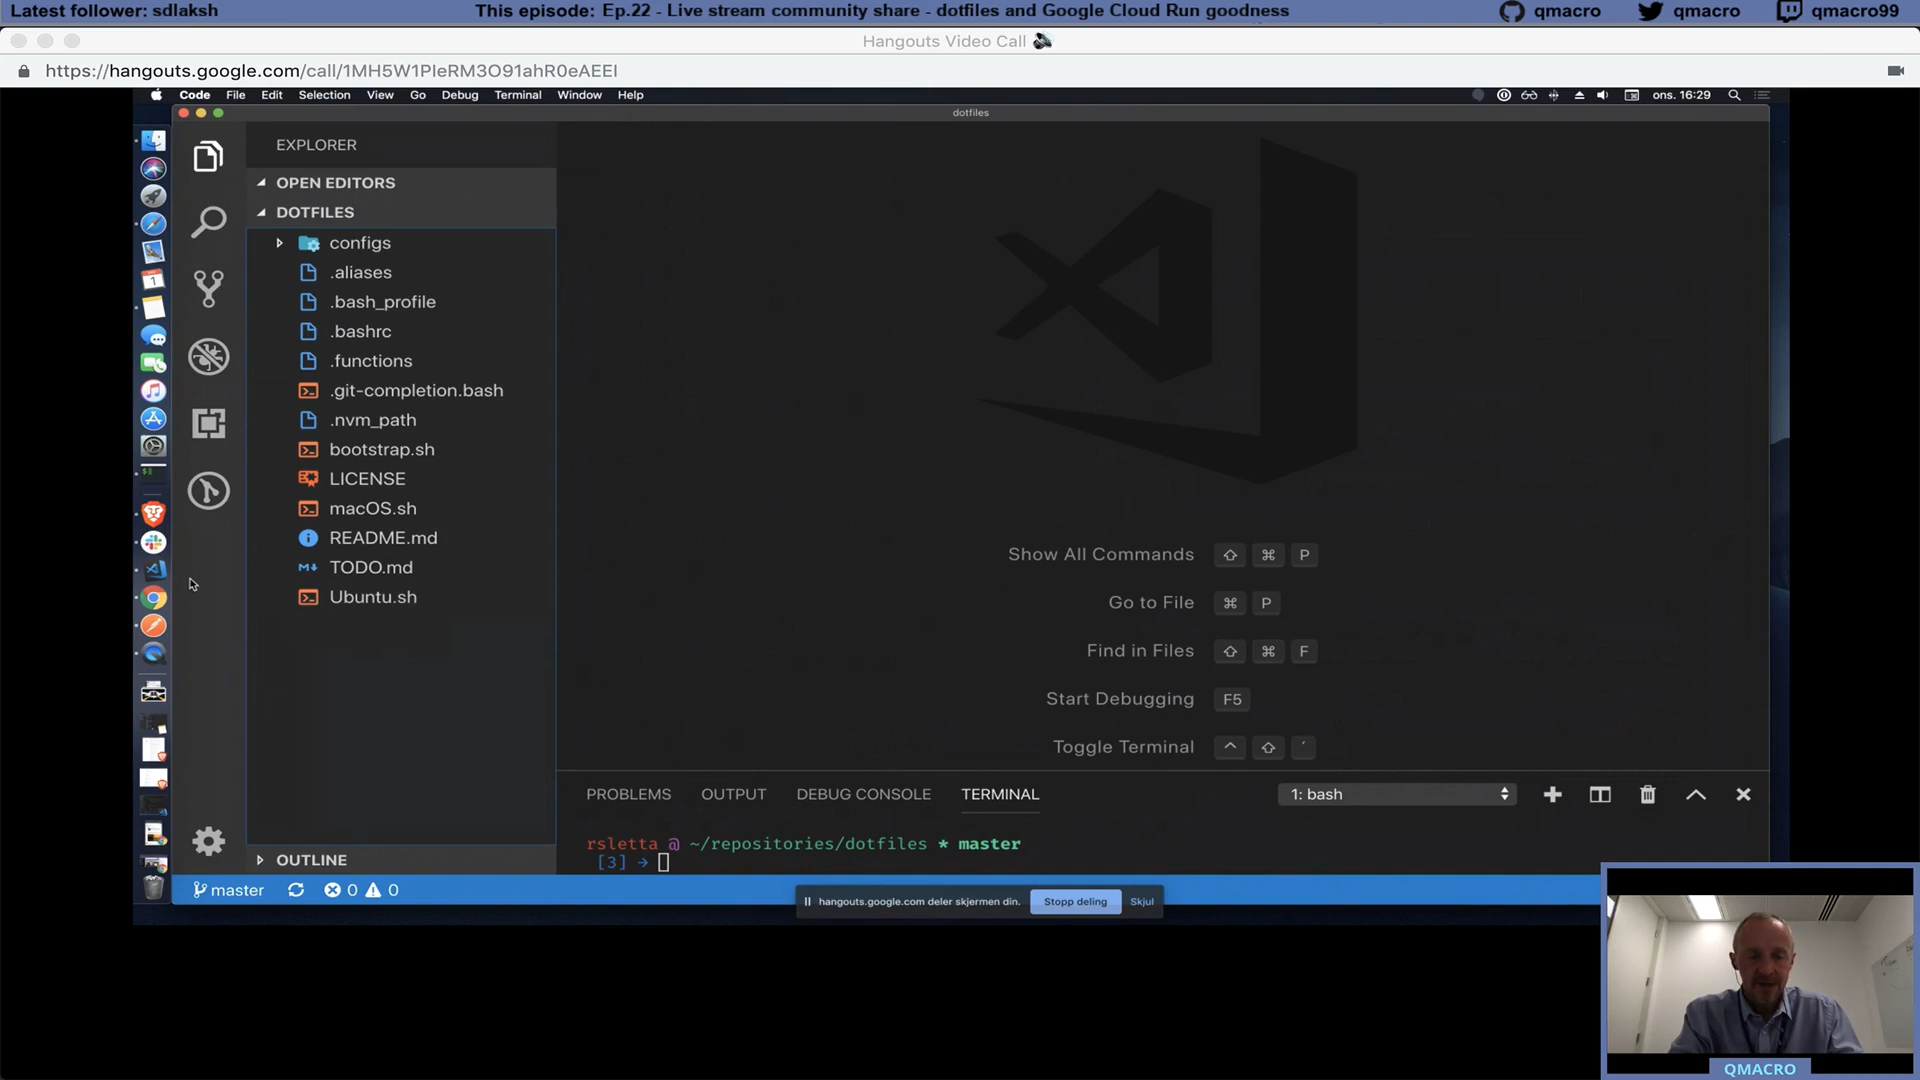 Latest follower: sdlaksh
This episode: Ep.22 - Live stream community share - dotfiles and Google Cloud Run goodness
qmacro
qmacro
qmacro99
Hangouts Video Call
https://hangouts.google.com/call/1MH5W1PIeRM3O91ahR0eAEEI
Code File Edit Selection View Go Debug Terminal Window Help
ons. 16:29
dotfiles
EXPLORER
OPEN EDITORS
DOTFILES
configs
.aliases
.bash_profile
.bashrc
.functions
.git-completion.bash
.nvm_path
bootstrap.sh
LICENSE
macOS.sh
README.md
TODO.md
Ubuntu.sh
OUTLINE
Show All Commands ⇧ ⌘ P
Go to File ⌘ P
Find in Files ⇧ ⌘ F
Start Debugging F5
Toggle Terminal ^ ⇧ ´
PROBLEMS OUTPUT DEBUG CONSOLE TERMINAL
1: bash
rsletta @ ~/repositories/dotfiles * master
[3] →
master 0 0
hangouts.google.com deler skjermen din. Stopp deling Skjul
QMACRO